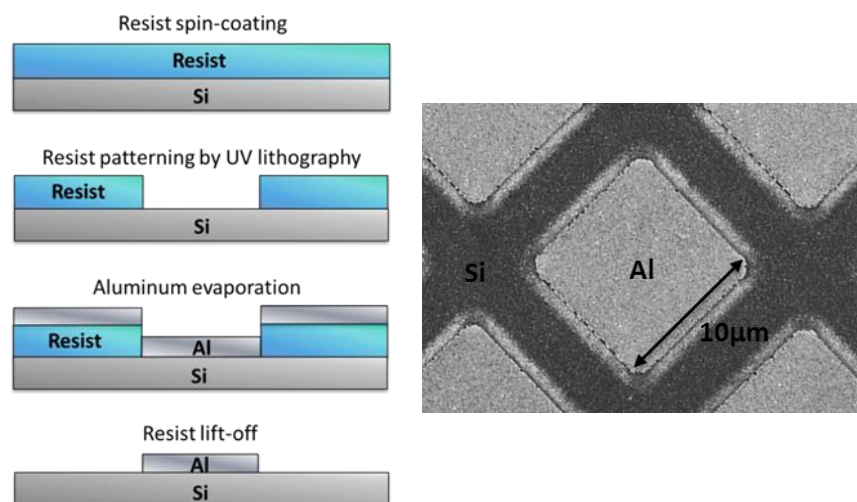 Resist spin-coating
Resist
Si
Resist patterning by UV lithography
Resist
Si
Aluminum evaporation
Resist
Al
Si
Resist lift-off
Al
Si
Si
Al
10µm